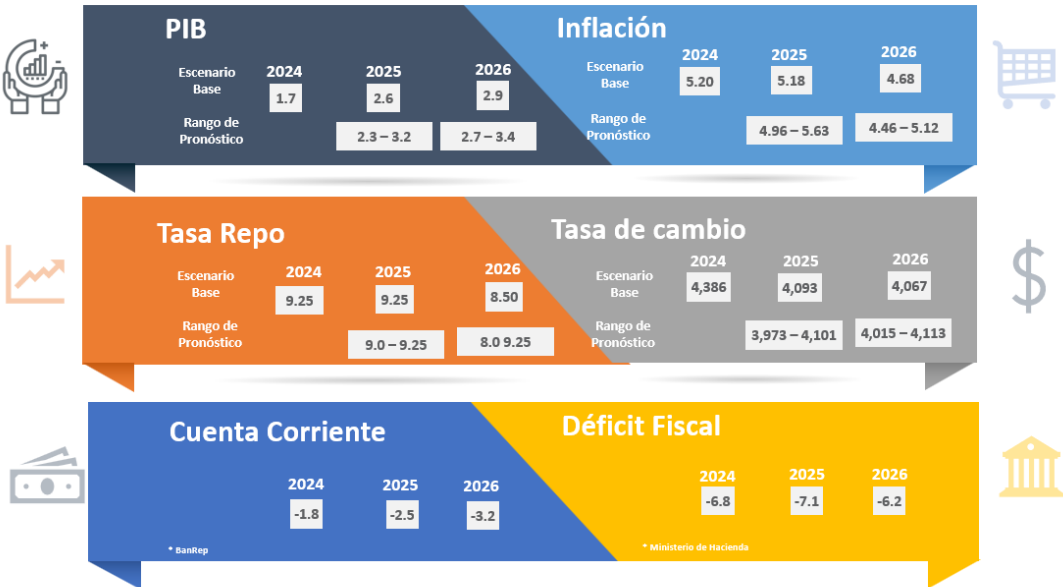 PIB
2024 2025 2026
Escenario
Base
1.7 2.6 2.9
Rango de
Pronóstico
2.3 – 3.2 2.7 – 3.4
Inflación
2024 2025 2026
Escenario
Base
5.20 5.18 4.68
Rango de
Pronóstico
4.96 – 5.63 4.46 – 5.12
Tasa Repo
2024 2025 2026
Escenario
Base
9.25 9.25 8.50
Rango de
Pronóstico
9.0 – 9.25 8.0 9.25
Tasa de cambio
2024 2025 2026
Escenario
Base
4,386 4,093 4,067
Rango de
Pronóstico
3,973 – 4,101 4,015 – 4,113
Cuenta Corriente
2024 2025 2026
-1.8 -2.5 -3.2
* BanRep
Déficit Fiscal
2024 2025 2026
-6.8 -7.1 -6.2
* Ministerio de Hacienda